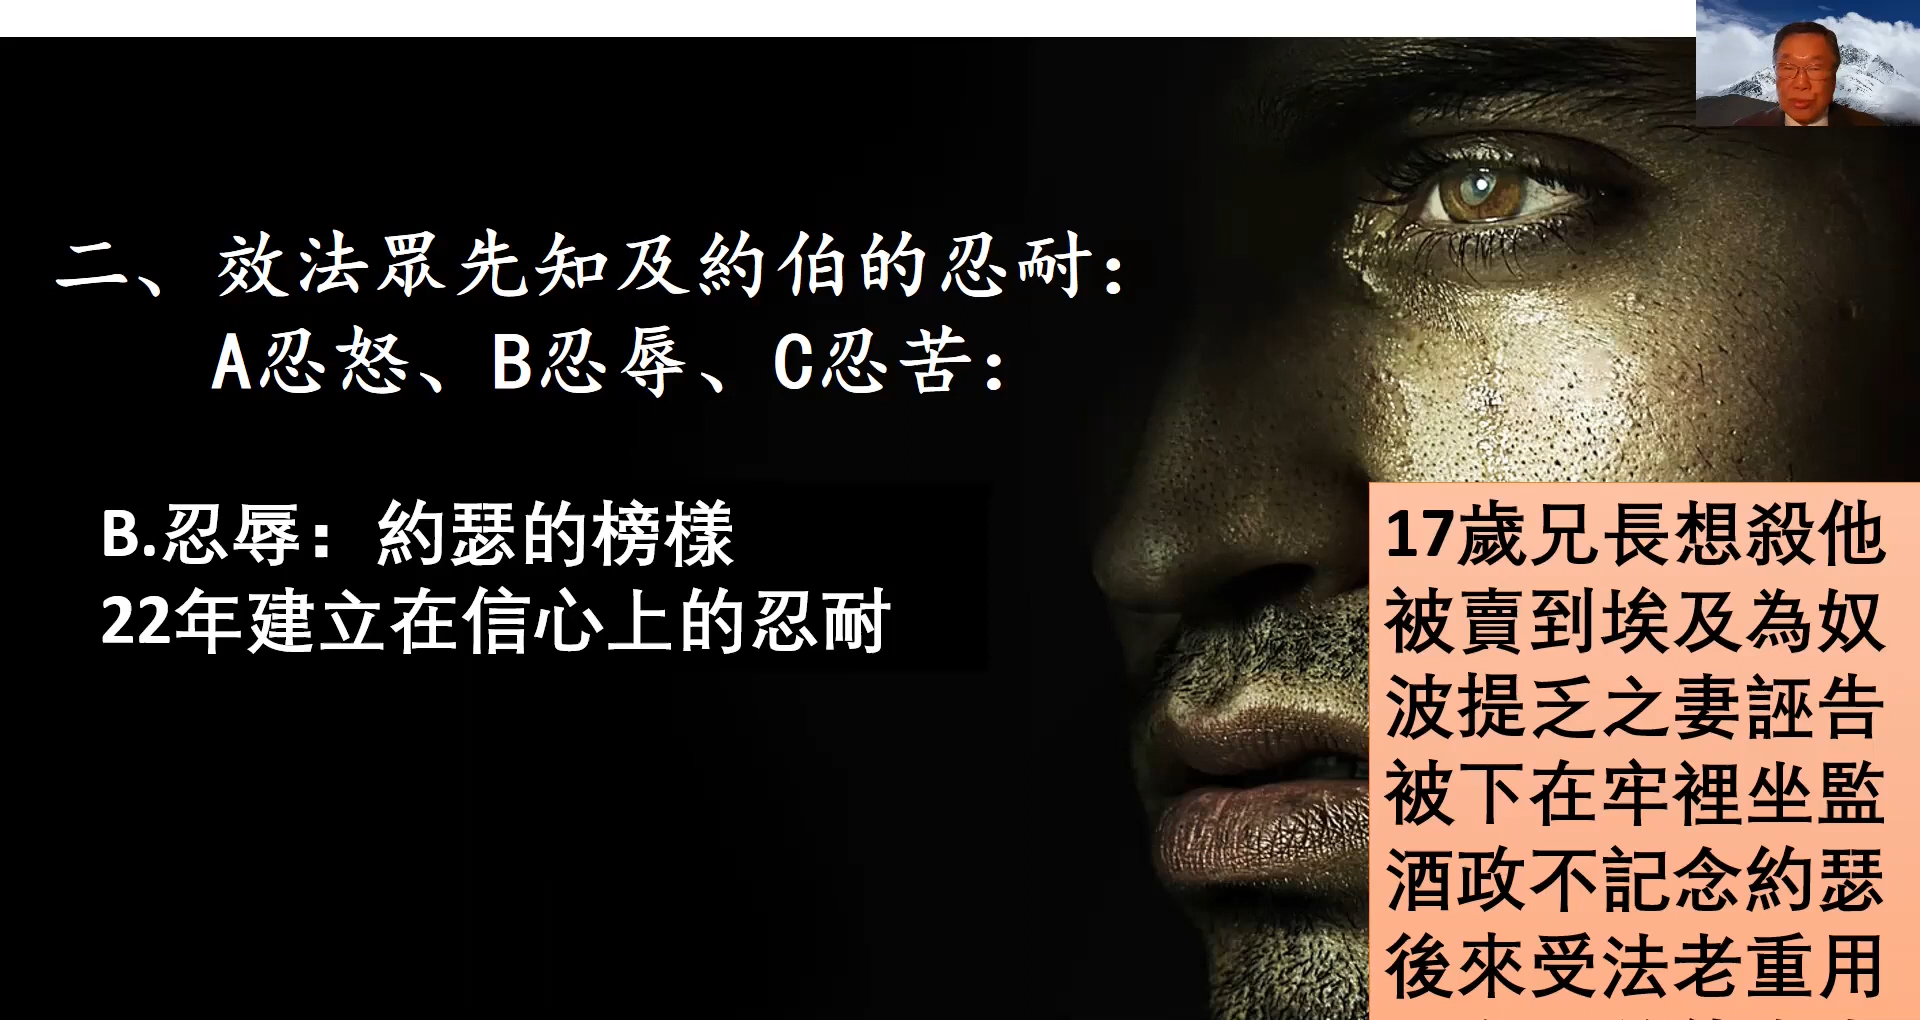 二、效法眾先知及約伯的忍耐：
A忍怒、B忍辱、C忍苦：
B.忍辱：約瑟的榜樣
22年建立在信心上的忍耐
17歲兄長想殺他
被賣到埃及為奴
波提乏之妻誣告
被下在牢裡坐監
酒政不記念約瑟
後來受法老重用